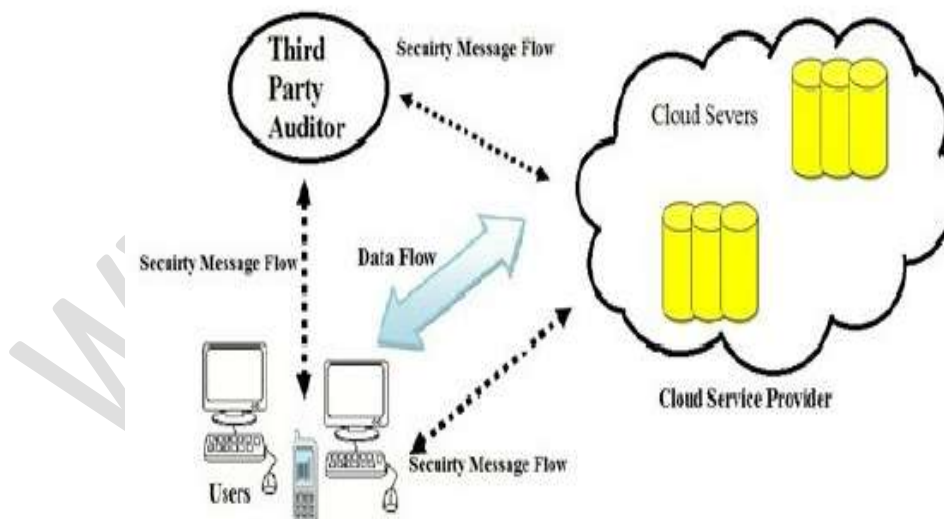 Third
Party
Auditor
Secuirty Message Flow
Cloud Severs
Secuirty Message Flow
Data Flow
Cloud Service Provider
Secuirty Message Flow
Users